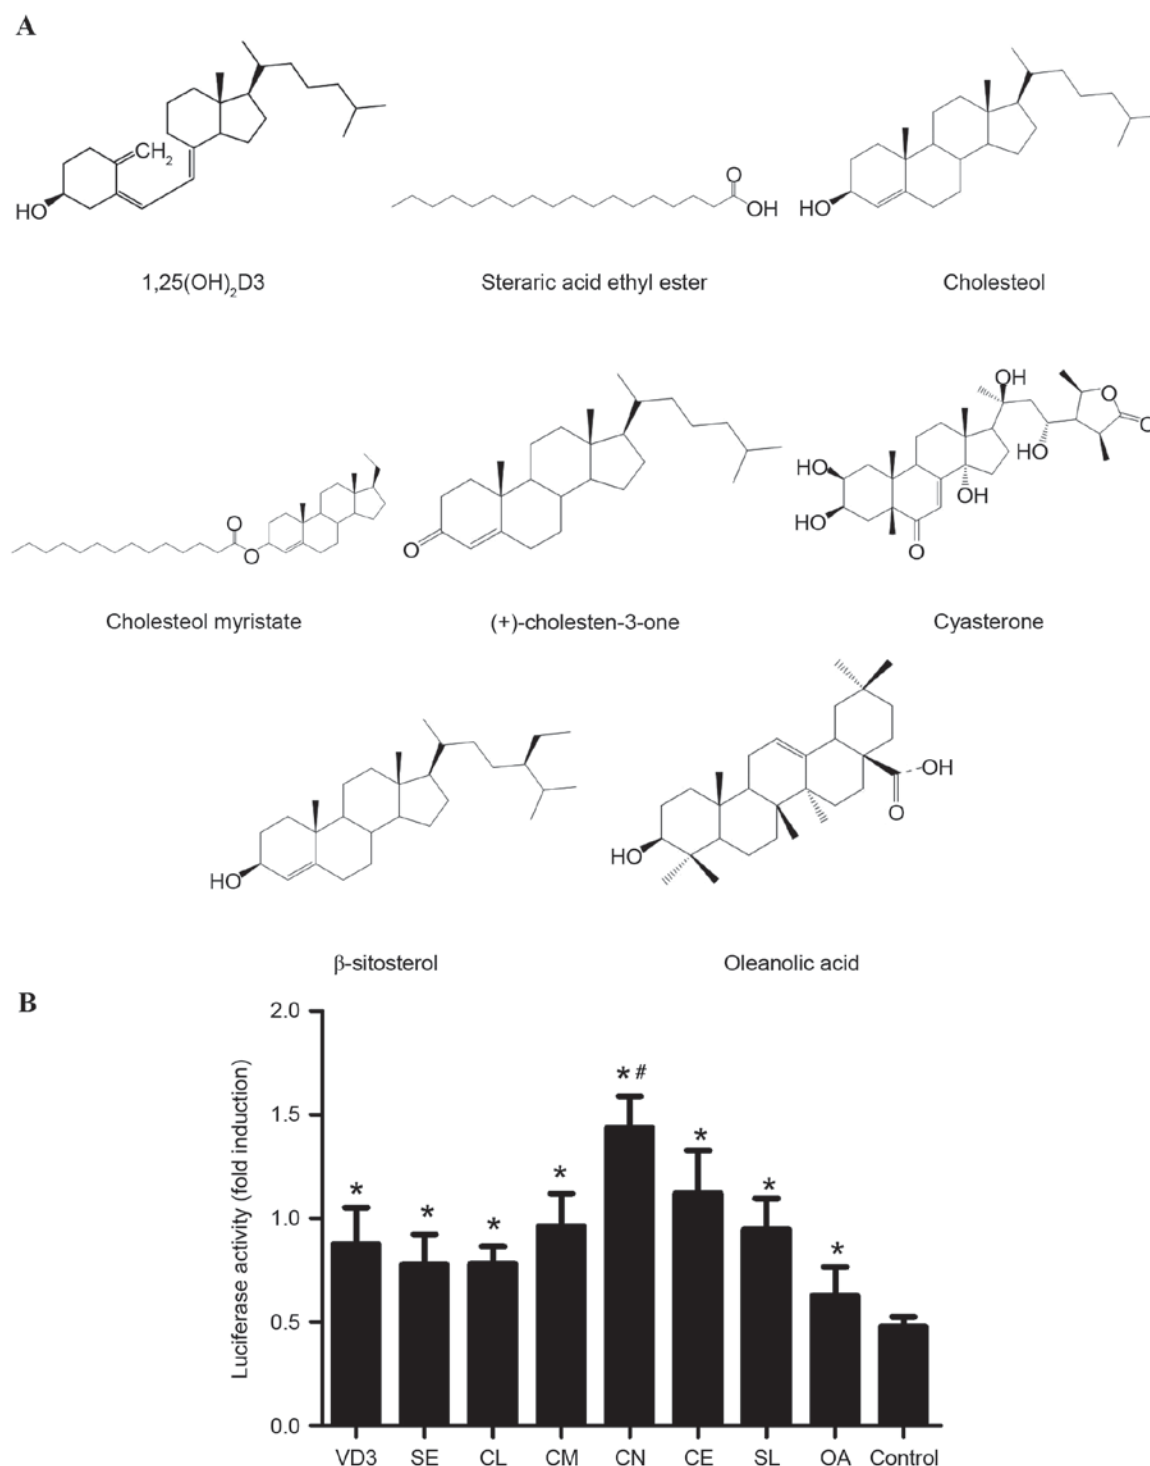 A
CH2
HO
1,25(OH)2D3
O
OH
Steraric acid ethyl ester
HO
Cholesteol
O
O
Cholesteol myristate
O
(+)-cholesten-3-one
OH
O
O
HO
HO
OH
HO
O
Cyasterone
HO
β-sitosterol
OH
O
HO
Oleanolic acid
B
Luciferase activity (fold induction)
2.0
1.5
1.0
0.5
0.0
* * * * * # * * *
VD3 SE CL CM CN CE SL OA Control